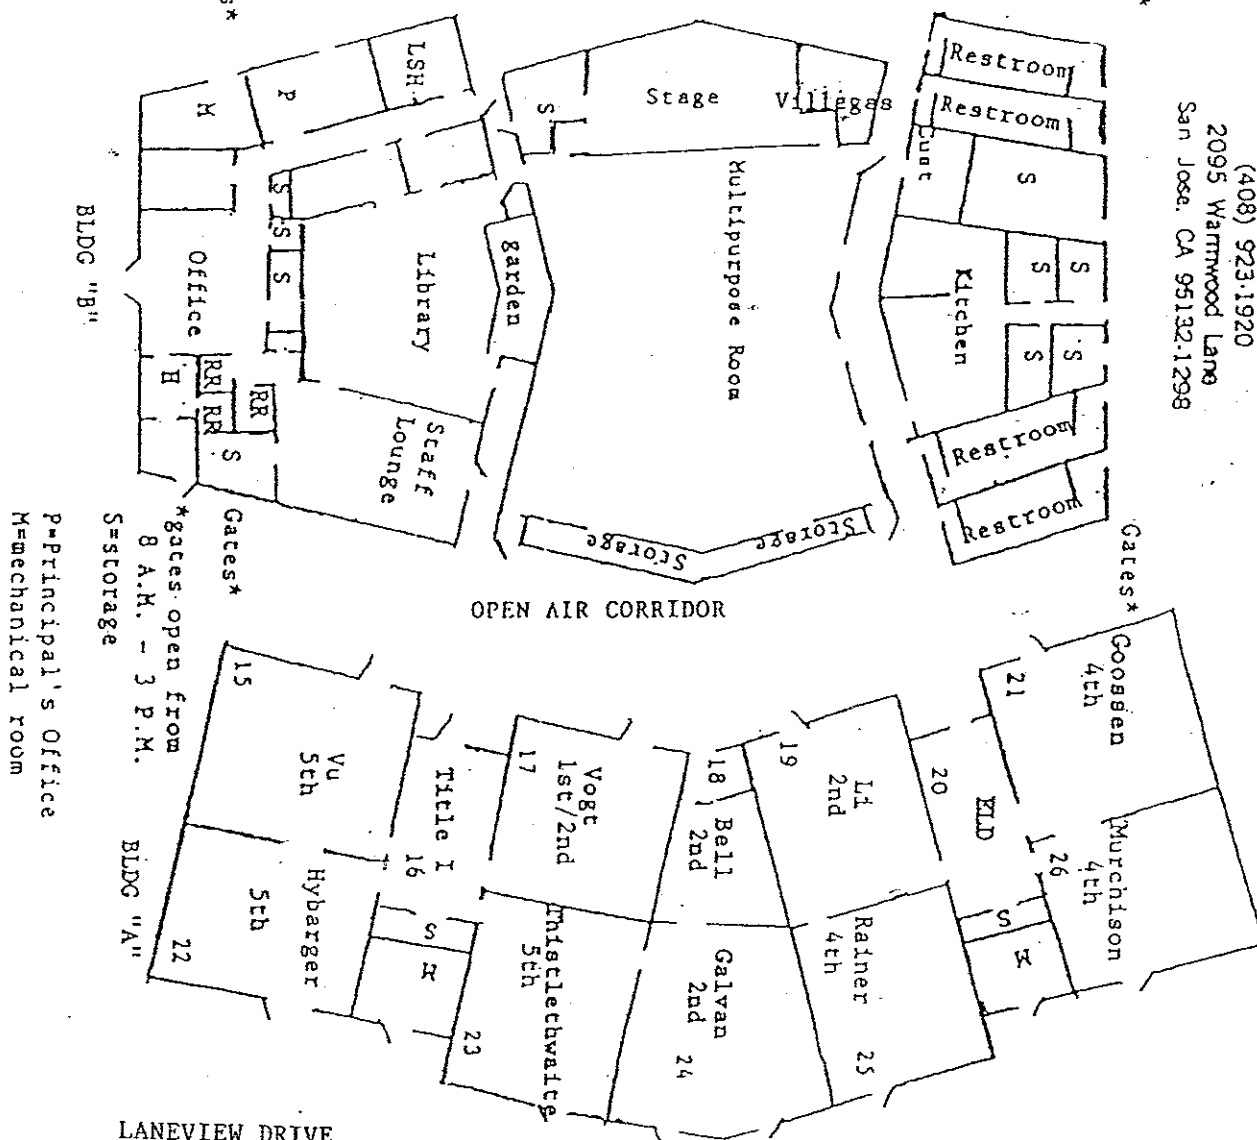 (408) 923-1920
2095 Warmwood Lane
San Jose, CA 95132-1298
Restroom
Restroom
LSH
P
M
S
Stage
Villegas
Cust
S
S
S
S
BLDG "B"
Office
Library
garden
Multipurpose Room
Kitchen
S
S
S
S
H
RR
RR
RR
S
Staff
Lounge
Restroom
Restroom
Storage
Storage
Gates*
*gates open from
8 A.M. - 3 P.M.
S=storage
P=Principal's Office
M=mechanical room
OPEN AIR CORRIDOR
Gates*
Goossen
4th
21
Murchison
4th
26
15
Vu
5th
Title I
16
17
Vogt
1st/2nd
18
Bell
2nd
19
Li
2nd
20
ELD
BLDG "A"
Hybarger
5th
22
S
M
Thistlethwaite
5th
23
Galvan
2nd
24
Rainer
4th
25
S
M
LANEVIEW DRIVE